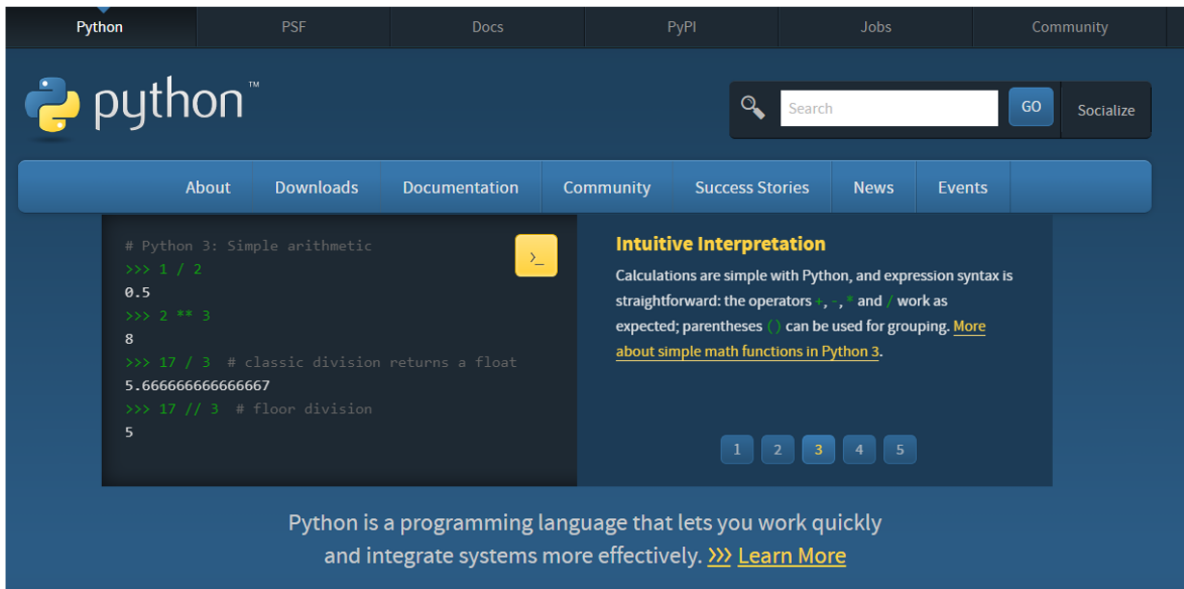 Python PSF Docs PyPI Jobs Community
python™
Search GO Socialize
About Downloads Documentation Community Success Stories News Events
# Python 3: Simple arithmetic
>>> 1 / 2
0.5
>>> 2 ** 3
8
>>> 17 / 3  # classic division returns a float
5.666666666666667
>>> 17 // 3  # floor division
5
>_
Intuitive Interpretation
Calculations are simple with Python, and expression syntax is
straightforward: the operators +, -, * and / work as
expected; parentheses () can be used for grouping. More
about simple math functions in Python 3.
1 2 3 4 5
Python is a programming language that lets you work quickly
and integrate systems more effectively. >>> Learn More